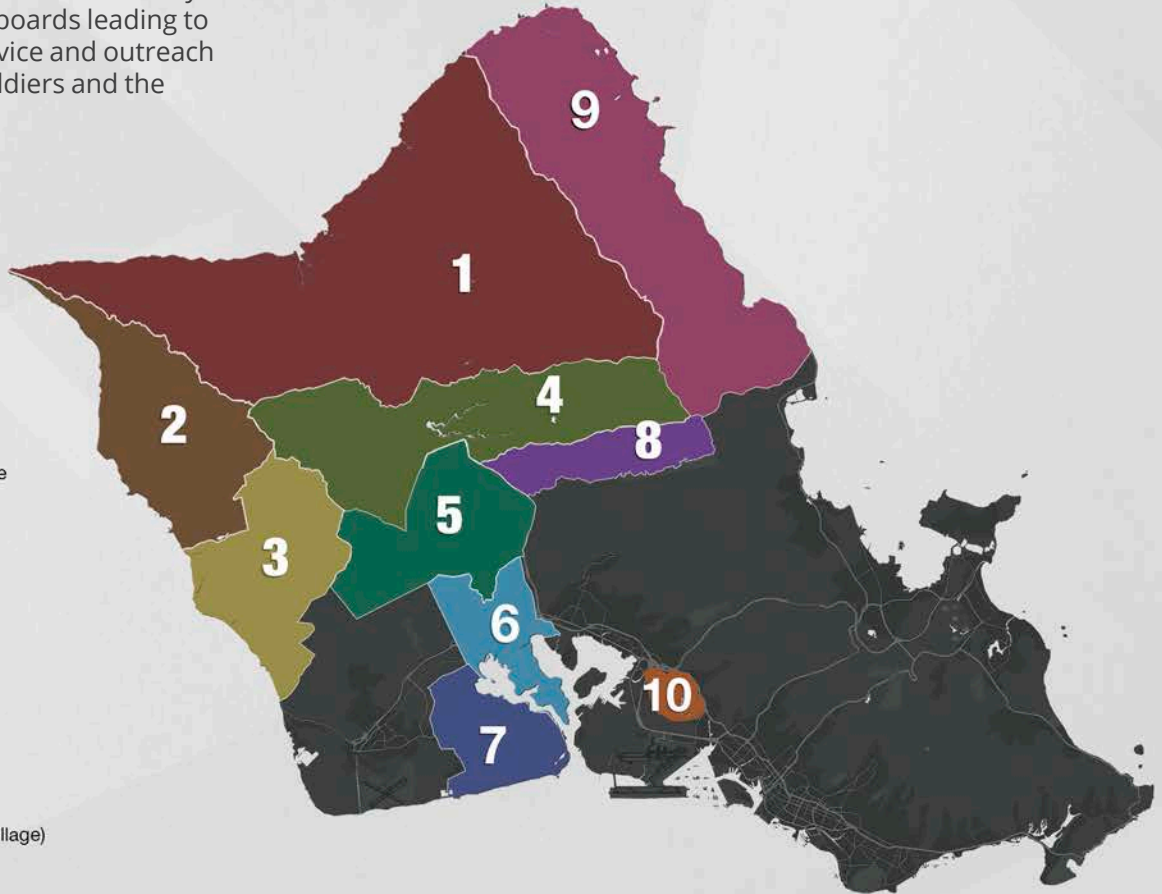 boards leading to
vice and outreach
ldiers and the
9
1
4
2
8
5
3
6
10
7
llage)